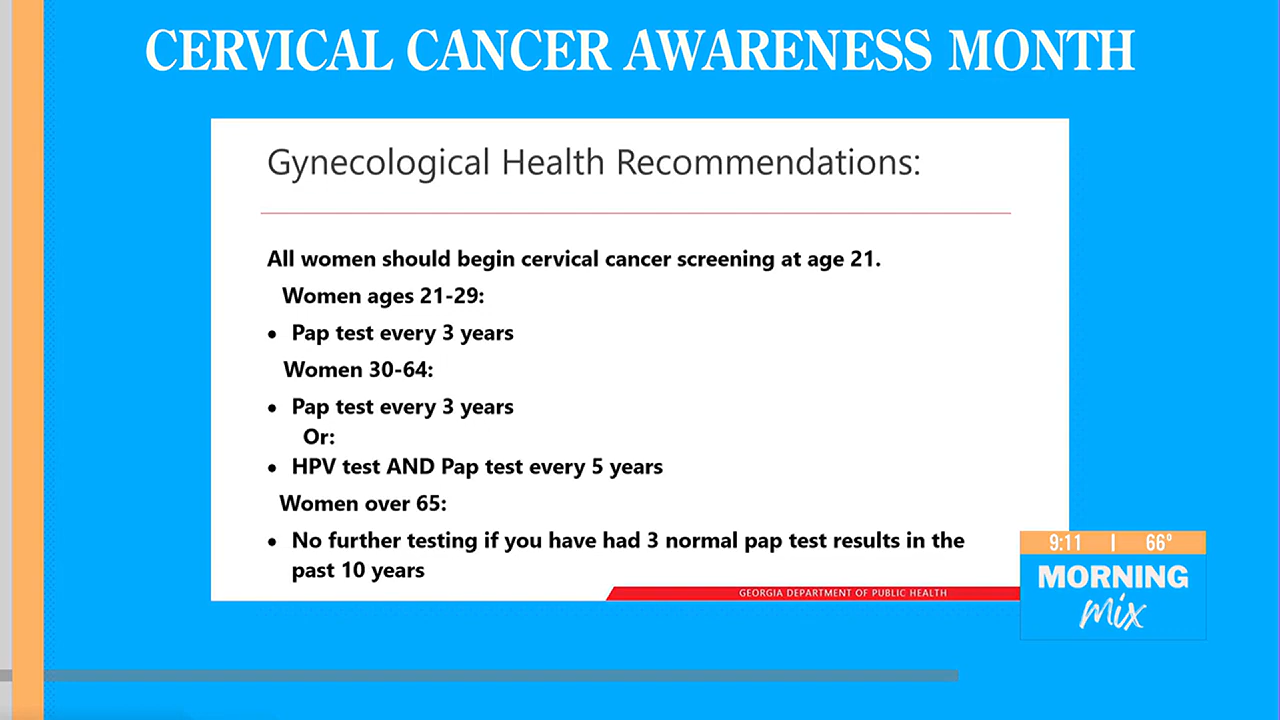 CERVICAL CANCER AWARENESS MONTH
Gynecological Health Recommendations:
All women should begin cervical cancer screening at age 21.
Women ages 21-29:
• Pap test every 3 years
Women 30-64:
• Pap test every 3 years
Or:
• HPV test AND Pap test every 5 years
Women over 65:
• No further testing if you have had 3 normal pap test results in the
past 10 years
GEORGIA DEPARTMENT OF PUBLIC HEALTH
9:11 | 66°
MORNING
mix